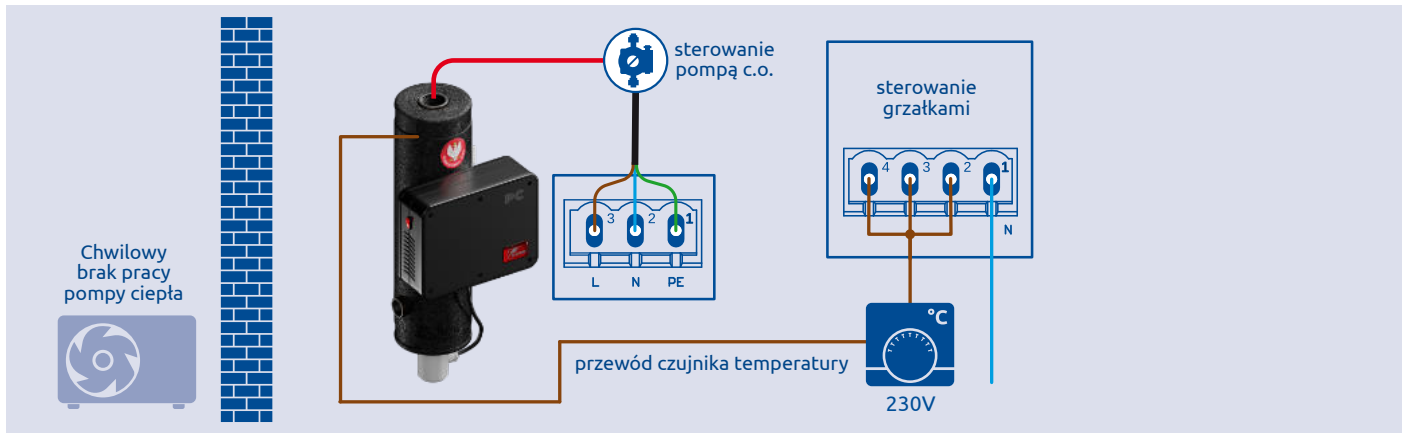 Chwilowy
brak pracy
pompy ciepła
PC
sterowanie
pompą c.o.
3 2 1
L N PE
sterowanie
grzałkami
4 3 2 1
N
°C
230V
przewód czujnika temperatury